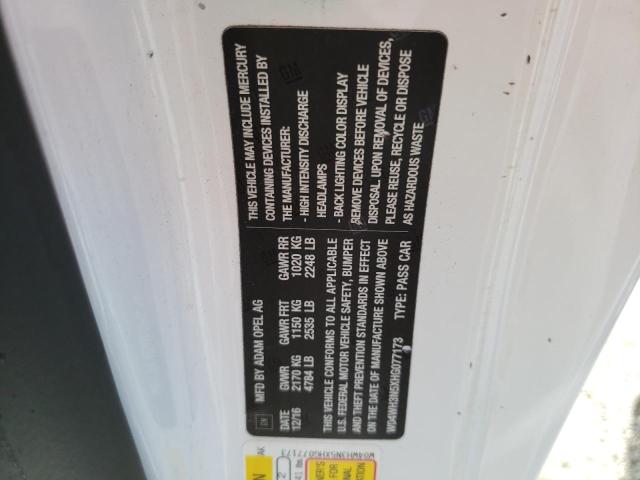 MFD BY ADAM OPEL AG
DATE GVWR GAWR FRT GAWR RR
12/16 2170 KG 1150 KG 1020 KG
4784 LB 2535 LB 2248 LB
THIS VEHICLE CONFORMS TO ALL APPLICABLE
U.S. FEDERAL MOTOR VEHICLE SAFETY, BUMPER
AND THEFT PREVENTION STANDARDS IN EFFECT
ON THE DATE OF MANUFACTURE SHOWN ABOVE
W04WH3N5XHG077173 TYPE: PASS CAR
THIS VEHICLE MAY INCLUDE MERCURY
CONTAINING DEVICES INSTALLED BY
THE MANUFACTURER:
- HIGH INTENSITY DISCHARGE
HEADLAMPS
- BACK LIGHTING COLOR DISPLAY
REMOVE DEVICES BEFORE VEHICLE
DISPOSAL. UPON REMOVAL OF DEVICES,
PLEASE REUSE, RECYCLE OR DISPOSE
AS HAZARDOUS WASTE
GM
W04WH3N5XHG077173